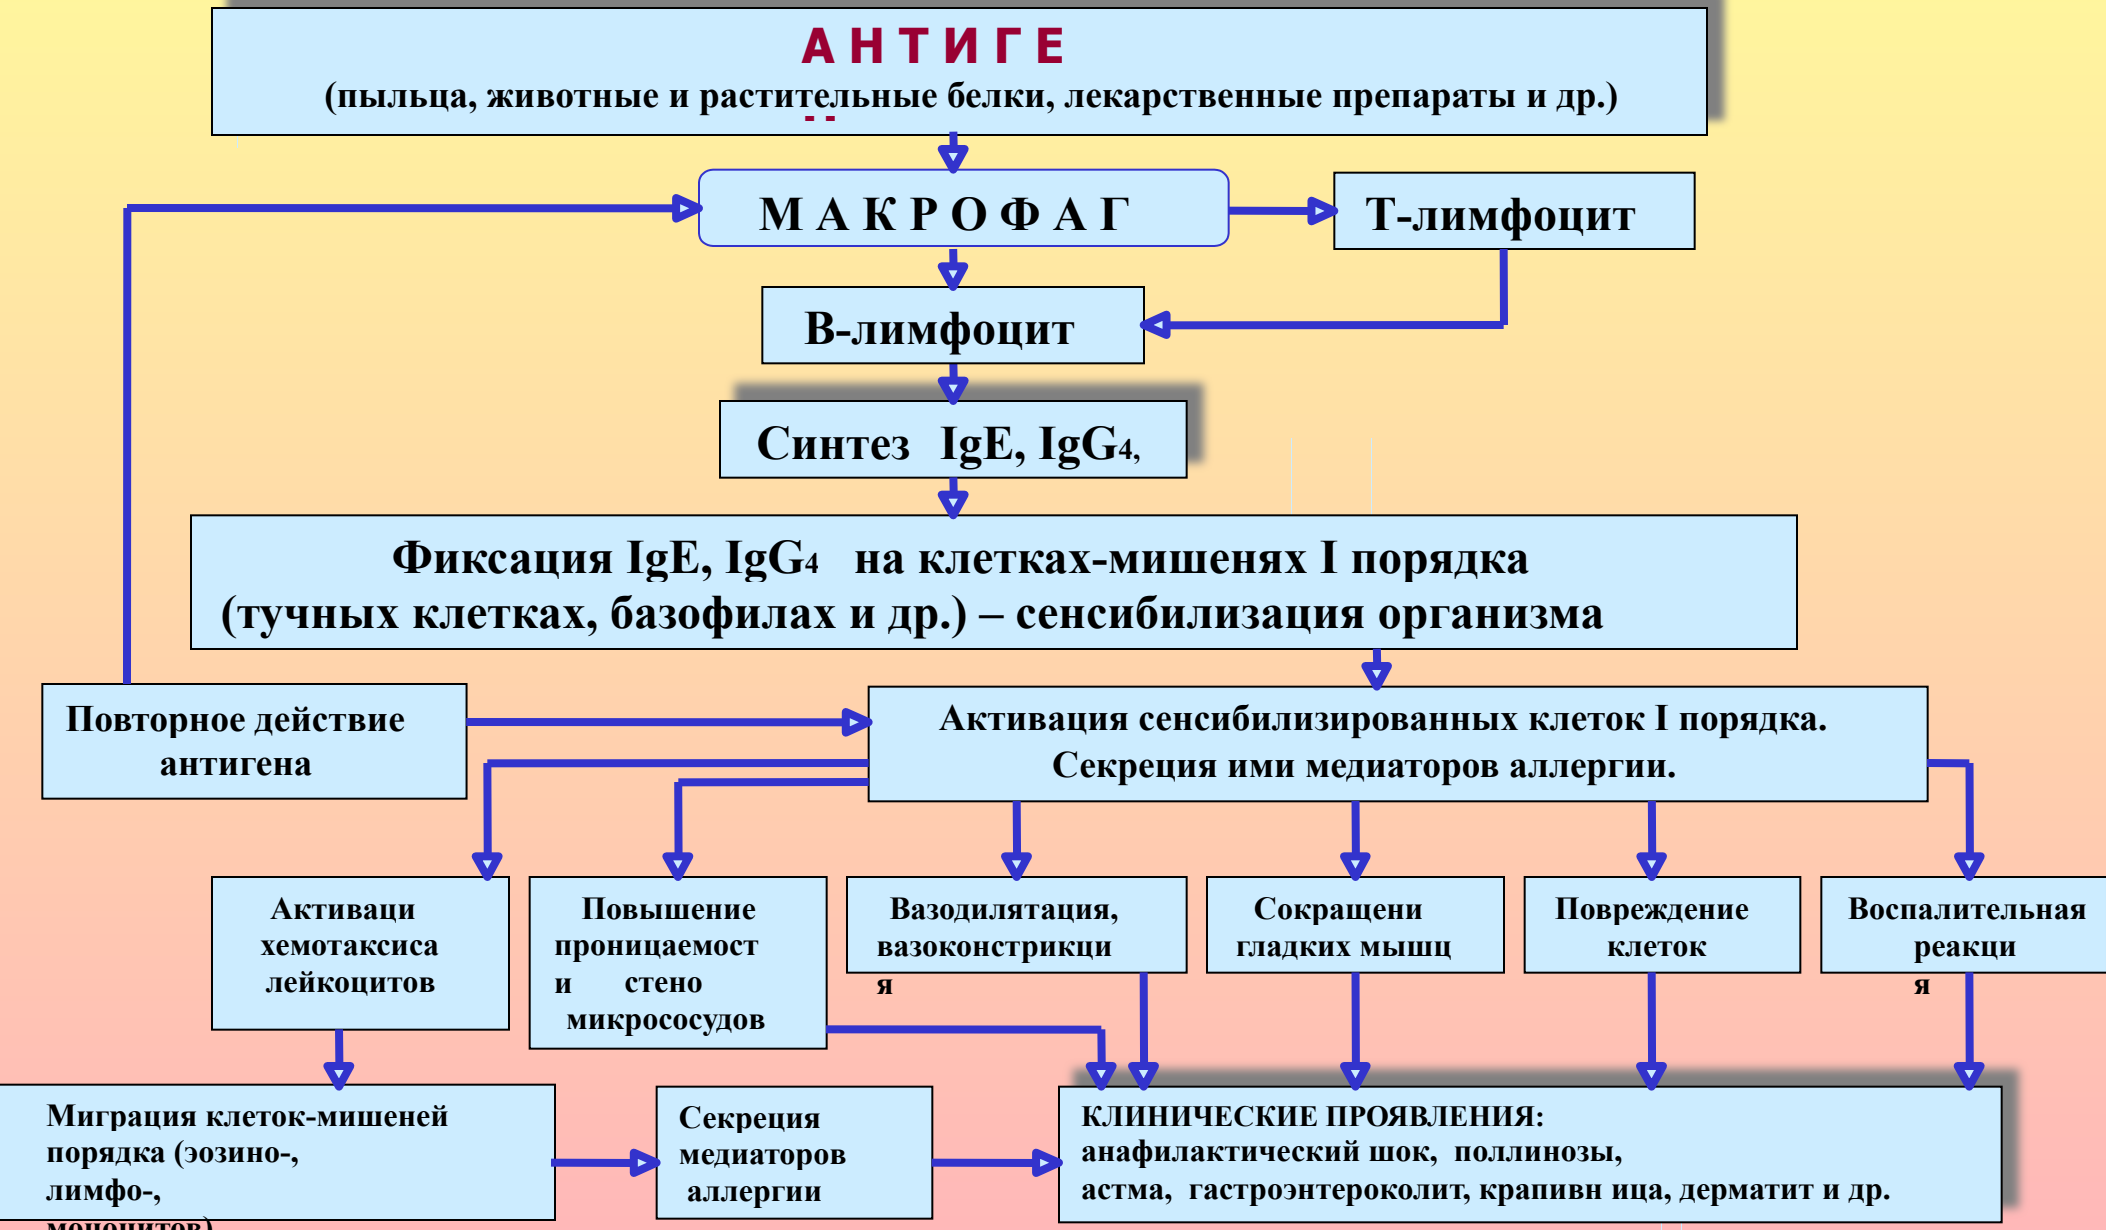 АНТИГЕ
(пыльца, животные и растительные белки, лекарственные препараты и др.)
МАКРОФАГ
Т-лимфоцит
В-лимфоцит
Синтез IgE, IgG4,
Фиксация IgE, IgG4 на клетках-мишенях I порядка
(тучных клетках, базофилах и др.) – сенсибилизация организма
Повторное действие
антигена
Активация сенсибилизированных клеток I порядка.
Секреция ими медиаторов аллергии.
Активаци
хемотаксиса
лейкоцитов
Повышение
проницаемост
и стено
микрососудов
Вазодилятация,
вазоконстрикци
я
Сокращени
гладких мышц
Повреждение
клеток
Воспалительная
реакци
я
Миграция клеток-мишеней
порядка (эозино-,
лимфо-,
моноцитов)
Секреция
медиаторов
аллергии
КЛИНИЧЕСКИЕ ПРОЯВЛЕНИЯ:
анафилактический шок, поллинозы,
астма, гастроэнтероколит, крапивн ица, дерматит и др.